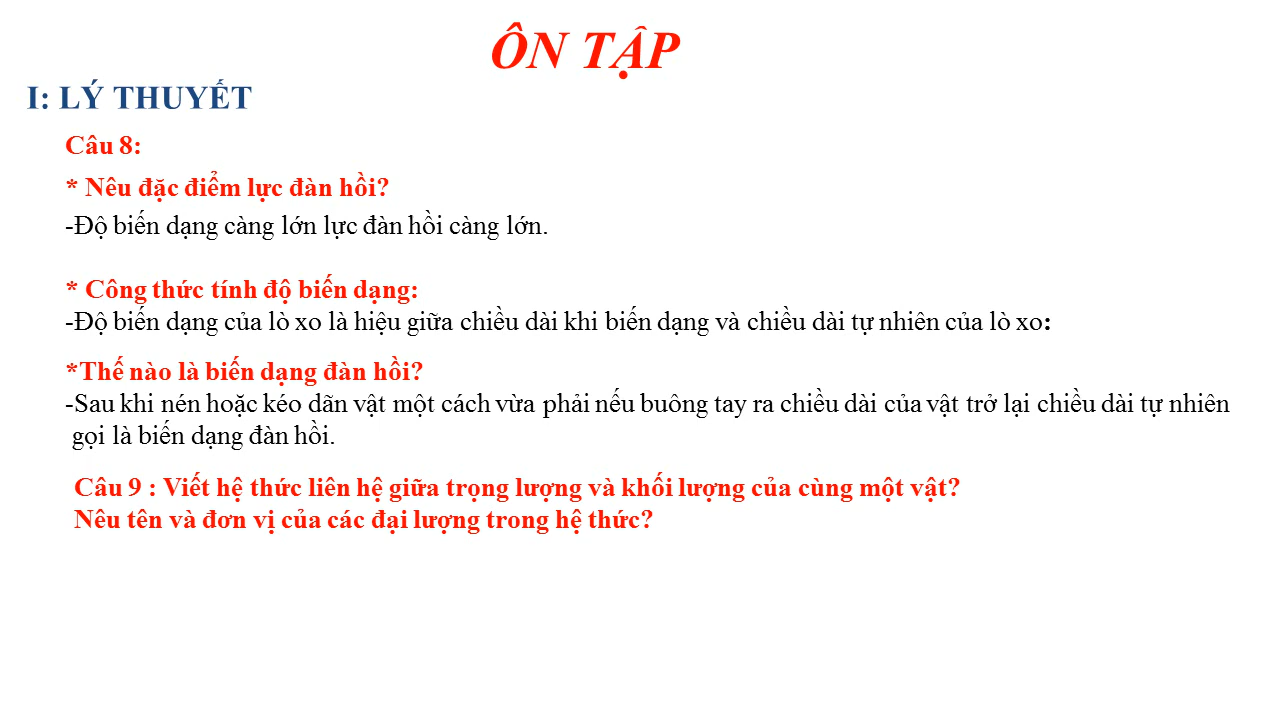 ÔN TẬP
I: LÝ THUYẾT
Câu 8:
* Nêu đặc điểm lực đàn hồi?
-Độ biến dạng càng lớn lực đàn hồi càng lớn.
* Công thức tính độ biến dạng:
-Độ biến dạng của lò xo là hiệu giữa chiều dài khi biến dạng và chiều dài tự nhiên của lò xo:
*Thế nào là biến dạng đàn hồi?
-Sau khi nén hoặc kéo dãn vật một cách vừa phải nếu buông tay ra chiều dài của vật trở lại chiều dài tự nhiên
gọi là biến dạng đàn hồi.
Câu 9 : Viết hệ thức liên hệ giữa trọng lượng và khối lượng của cùng một vật?
Nêu tên và đơn vị của các đại lượng trong hệ thức?